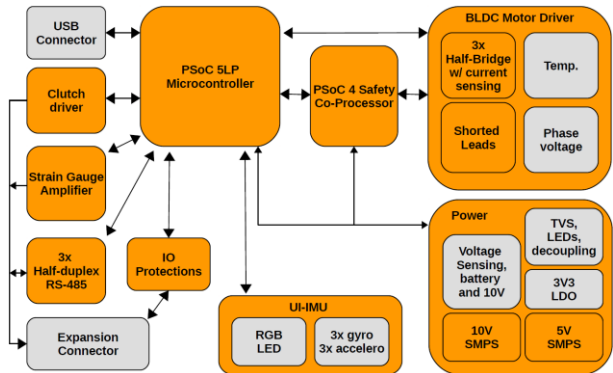 USB
Connector
PSoC 5LP
Microcontroller
BLDC Motor Driver
3x
Half-Bridge
w/ current
sensing
Temp.
Clutch
driver
PSoC 4 Safety
Co-Processor
Shorted
Leads
Phase
voltage
Strain Gauge
Amplifier
Power
TVS,
LEDs,
decoupling
Voltage
Sensing,
battery
and 10V
3x
Half-duplex
RS-485
IO
Protections
3V3
LDO
UI-IMU
Expansion
Connector
RGB
LED
3x gyro
3x accelero
10V
SMPS
5V
SMPS